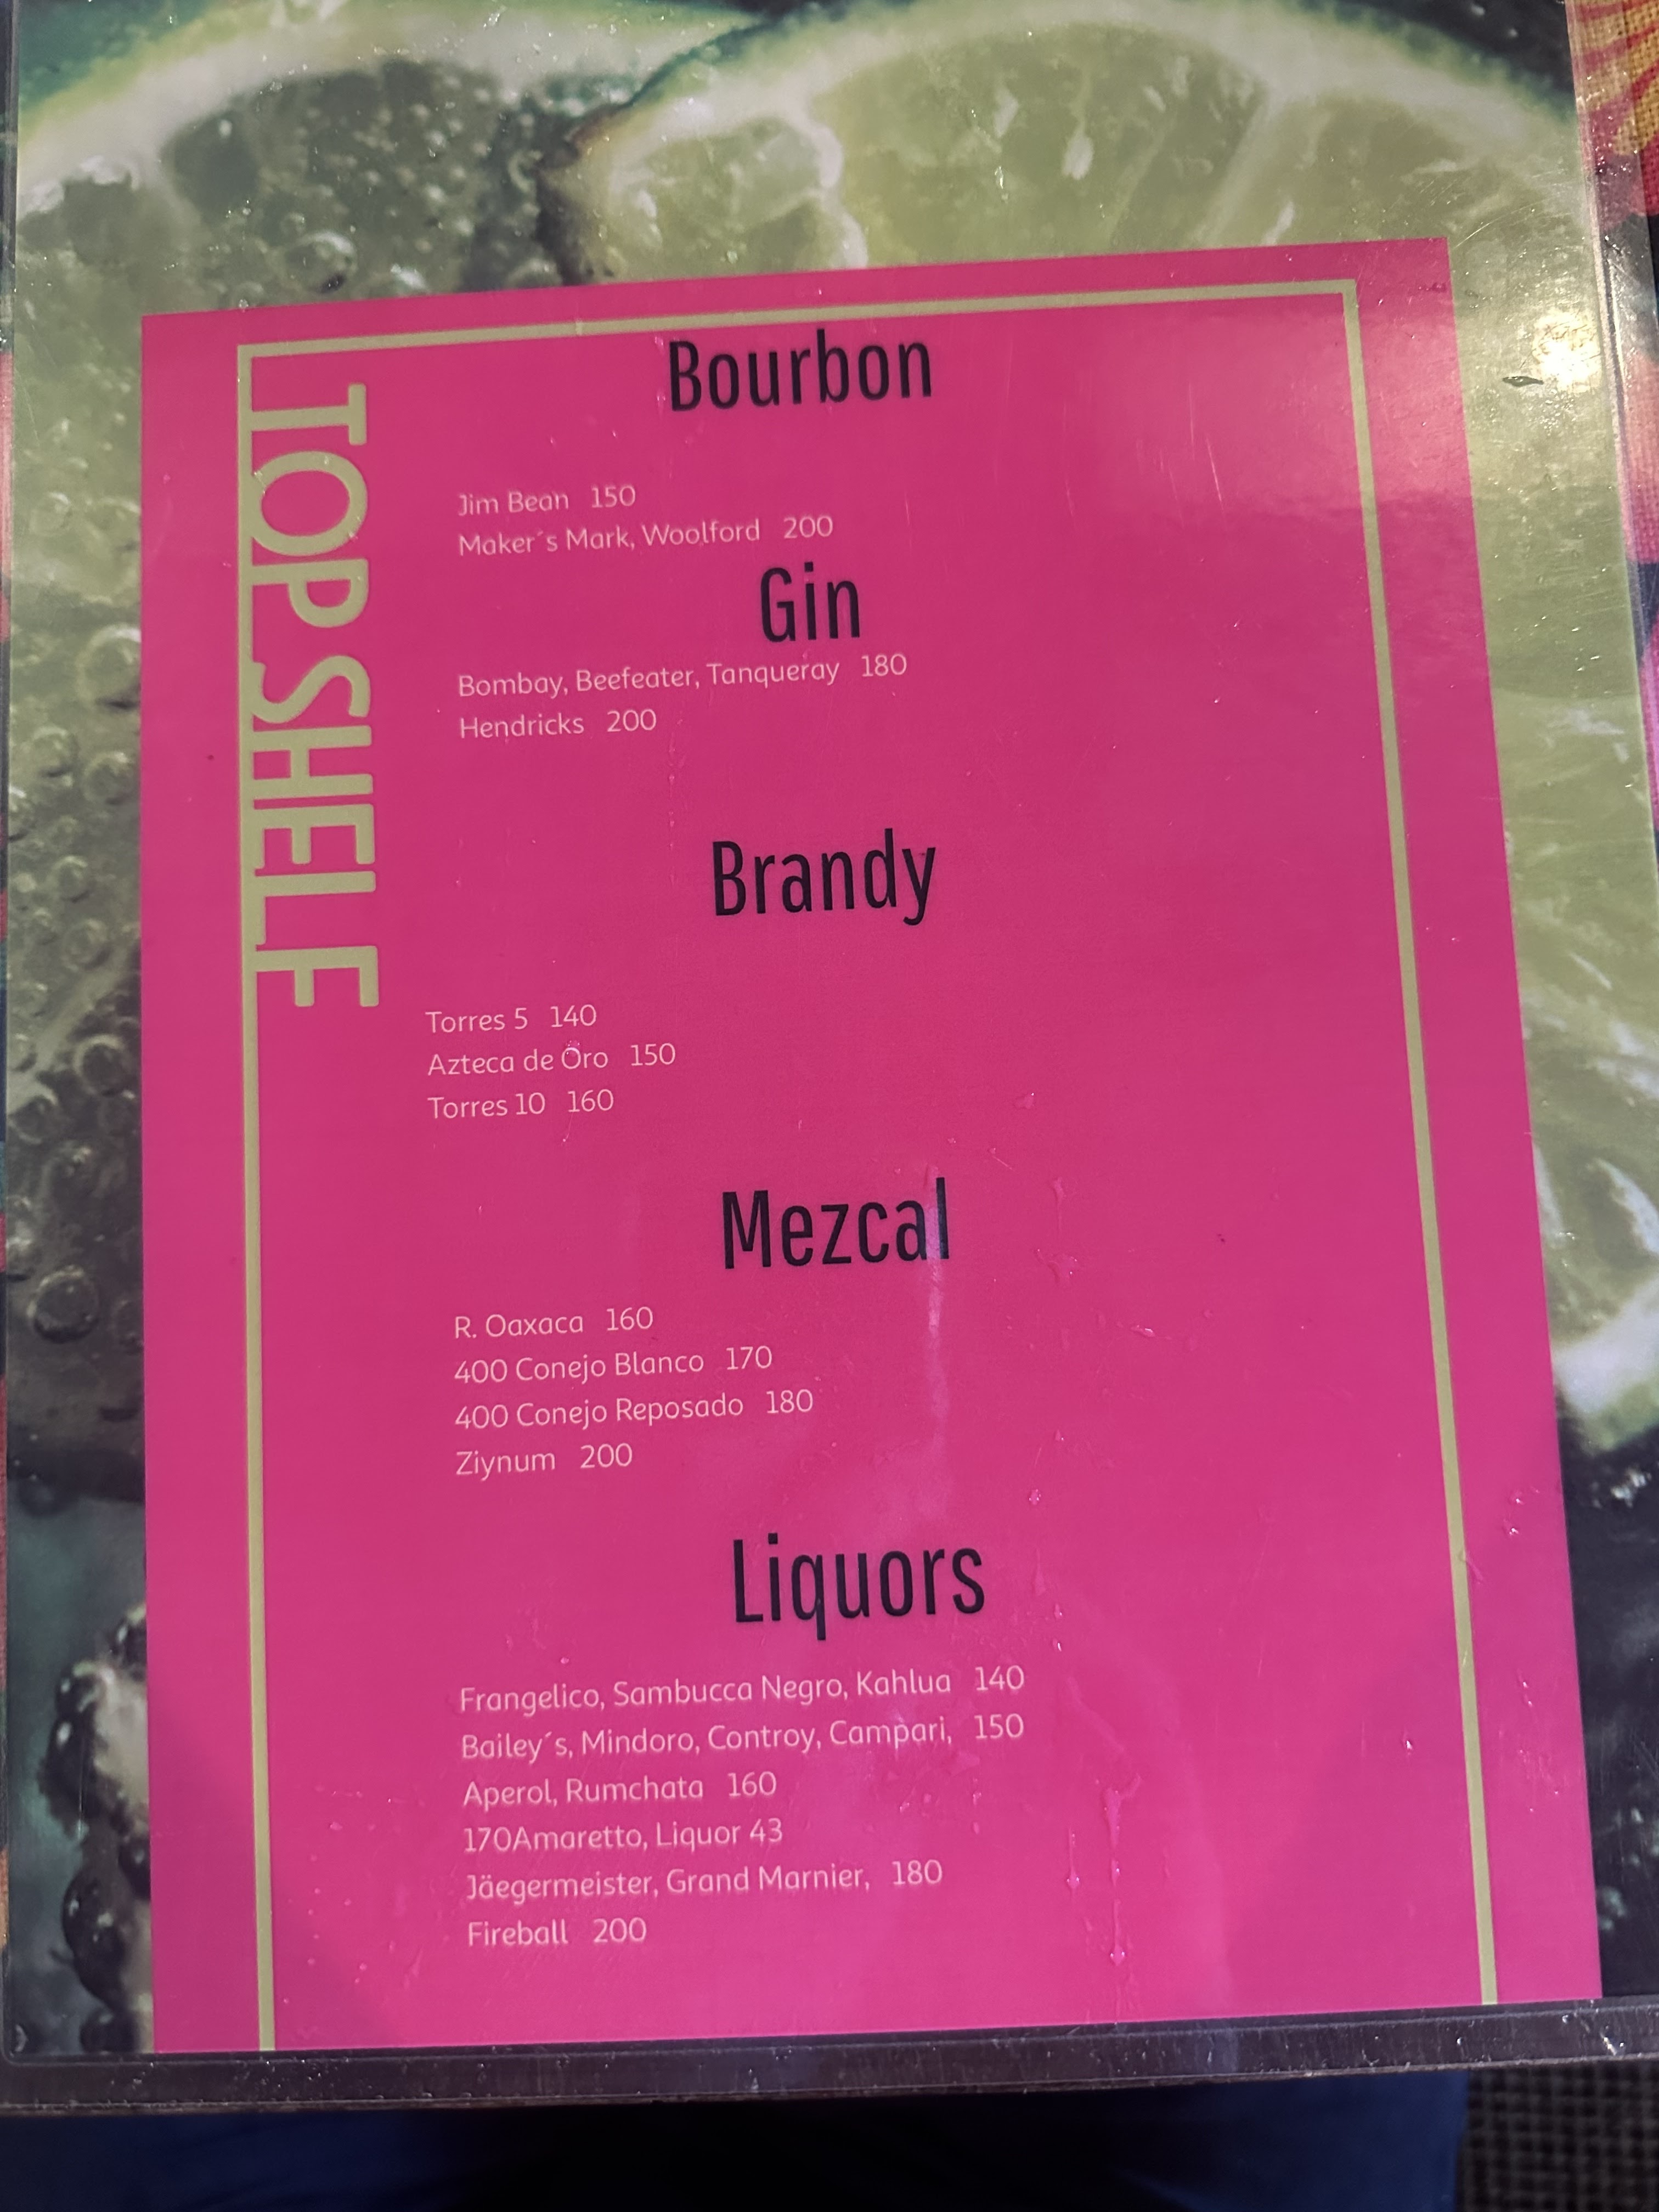 TOP SHELF
Bourbon
Jim Bean 150
Maker´s Mark, Woolford 200
Gin
Bombay, Beefeater, Tanqueray 180
Hendricks 200
Brandy
Torres 5 140
Azteca de Oro 150
Torres 10 160
Mezcal
R. Oaxaca 160
400 Conejo Blanco 170
400 Conejo Reposado 180
Ziynum 200
Liquors
Frangelico, Sambucca Negro, Kahlua 140
Bailey´s, Mindoro, Controy, Campari, 150
Aperol, Rumchata 160
170Amaretto, Liquor 43
Jäegermeister, Grand Marnier, 180
Fireball 200